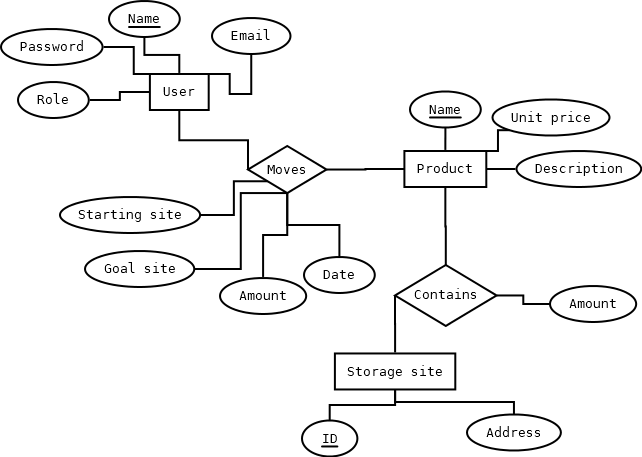 Name
Password
Email
User
Role
Name
Unit price
Moves
Product
Description
Starting site
Goal site
Date
Amount
Contains
Amount
Storage site
ID
Address